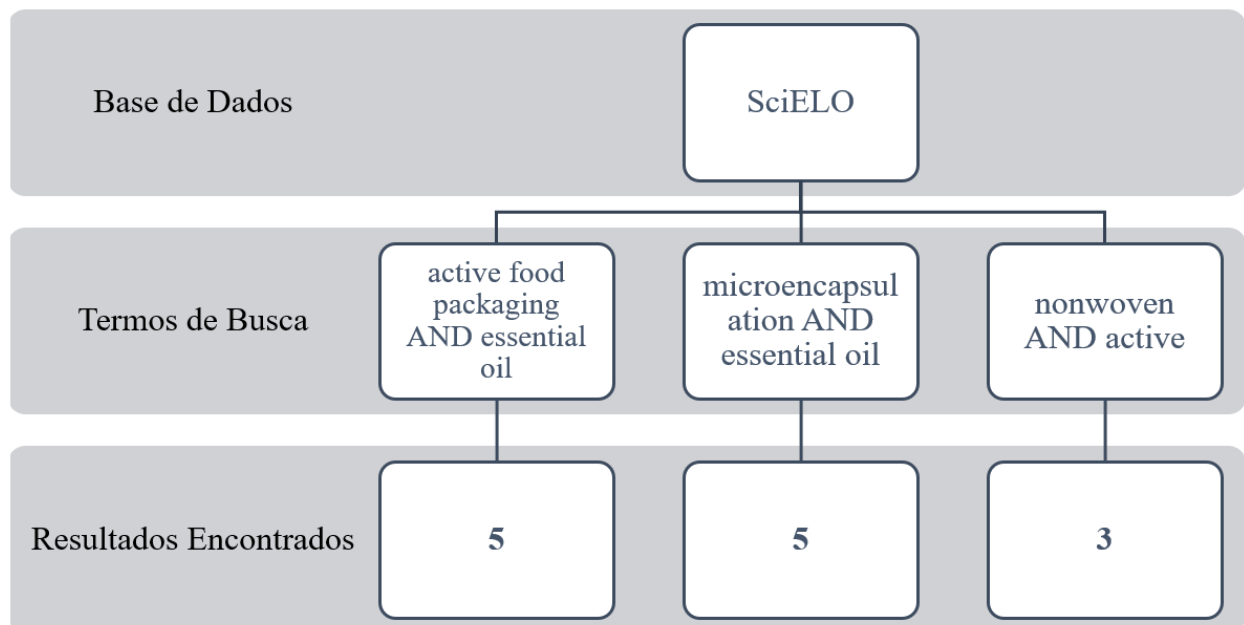 Base de Dados
SciELO
Termos de Busca
active food
packaging
AND essential
oil
microencapsul
ation AND
essential oil
nonwoven
AND active
Resultados Encontrados
5
5
3